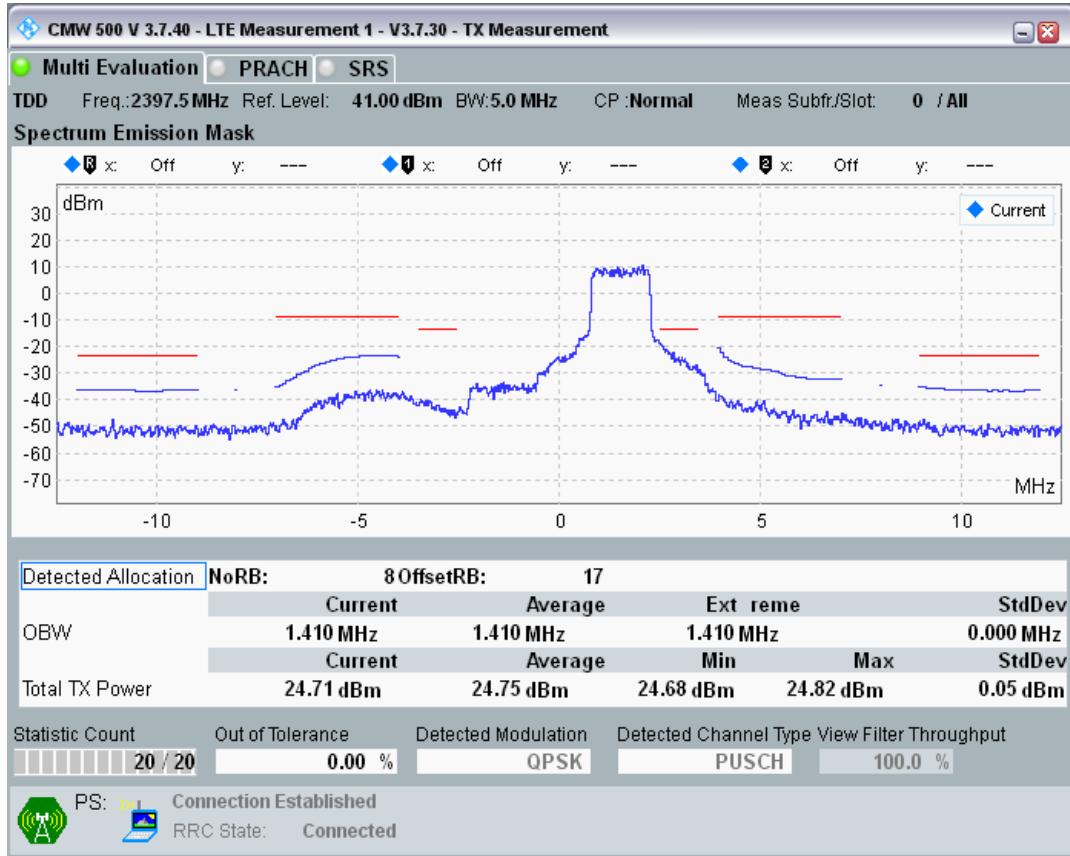 CMW 500 V 3.7.40 - LTE Measurement 1 - V3.7.30 - TX Measurement
Multi Evaluation PRACH SRS
TDD Freq.:2397.5 MHz Ref. Level: 41.00 dBm BW:5.0 MHz CP :Normal Meas Subfr./Slot: 0 / All
Spectrum Emission Mask
R x: Off y: --- 1 x: Off y: --- 2 x: Off y: ---
dBm
Current
30
20
10
0
-10
-20
-30
-40
-50
-60
-70
MHz
-10 -5 0 5 10
Detected Allocation NoRB: 8 OffsetRB: 17
Current Average Ext reme StdDev
OBW 1.410 MHz 1.410 MHz 1.410 MHz 0.000 MHz
Current Average Min Max StdDev
Total TX Power 24.71 dBm 24.75 dBm 24.68 dBm 24.82 dBm 0.05 dBm
Statistic Count Out of Tolerance Detected Modulation Detected Channel Type View Filter Throughput
20 / 20 0.00 % QPSK PUSCH 100.0 %
PS: Connection Established
RRC State: Connected